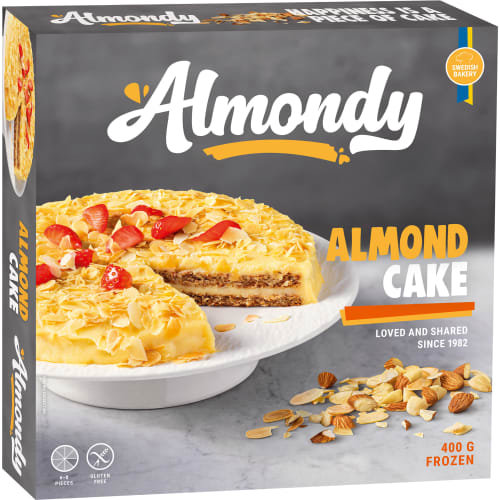 Almondy
HAPPINESS IS A
PIECE OF CAKE
Almondy
SWEDISH
BAKERY
ALMOND
CAKE
LOVED AND SHARED
SINCE 1982
400 G
FROZEN
ALMOND
CAKE
Almondy
6-8
PIECES
GLUTEN
FREE